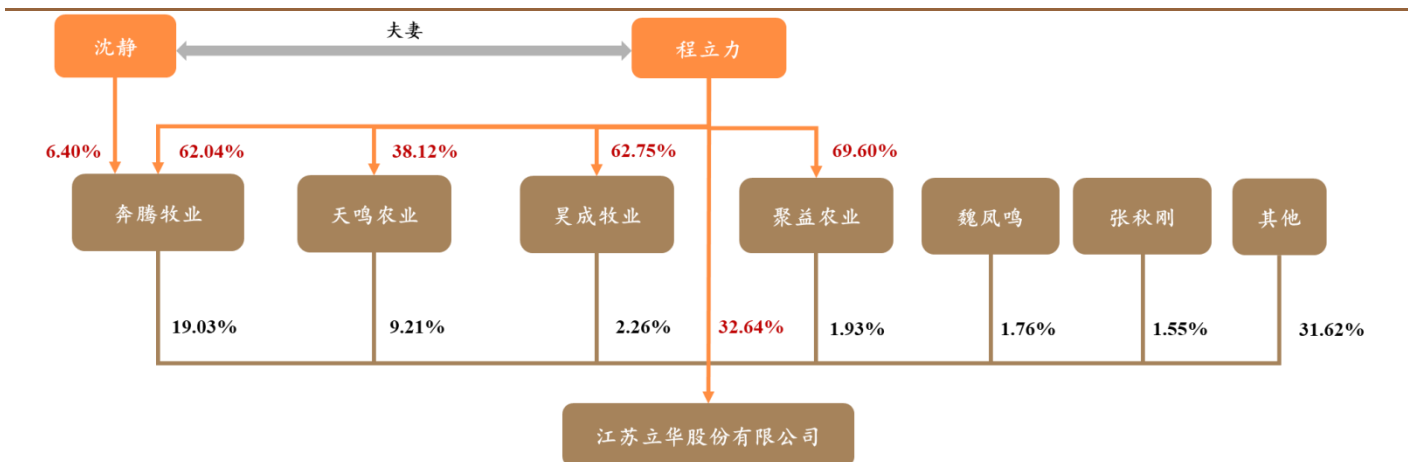 夫妻
沈静
程立力
6.40%
62.04%
38.12%
62.75%
69.60%
奔腾牧业
天鸣农业
昊成牧业
聚益农业
魏凤鸣
张秋刚
其他
19.03%
9.21%
2.26%
32.64%
1.93%
1.76%
1.55%
31.62%
江苏立华股份有限公司